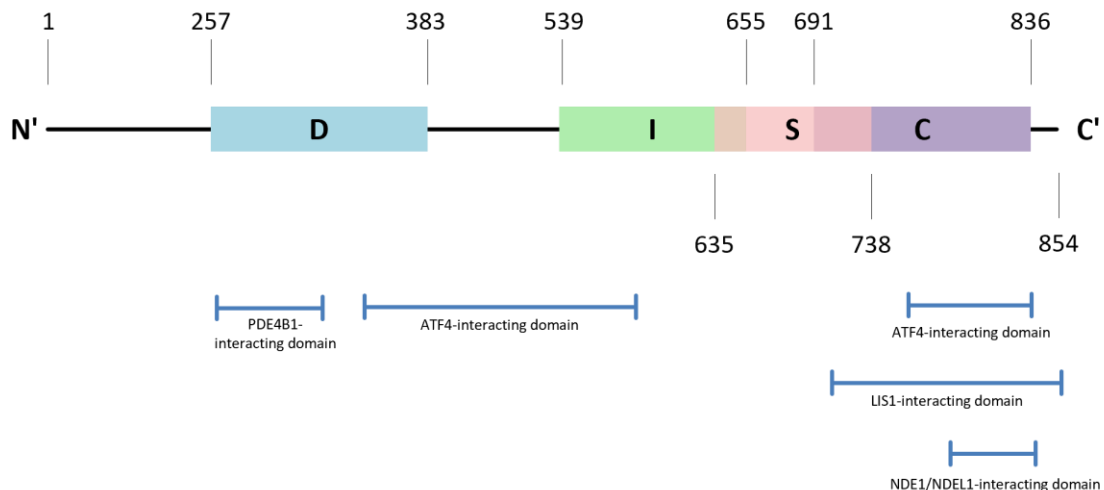 1 257 383 539 655 691 836
N' D I S C C'
635 738 854
PDE4B1-
interacting domain
ATF4-interacting domain
ATF4-interacting domain
LIS1-interacting domain
NDE1/NDEL1-interacting domain